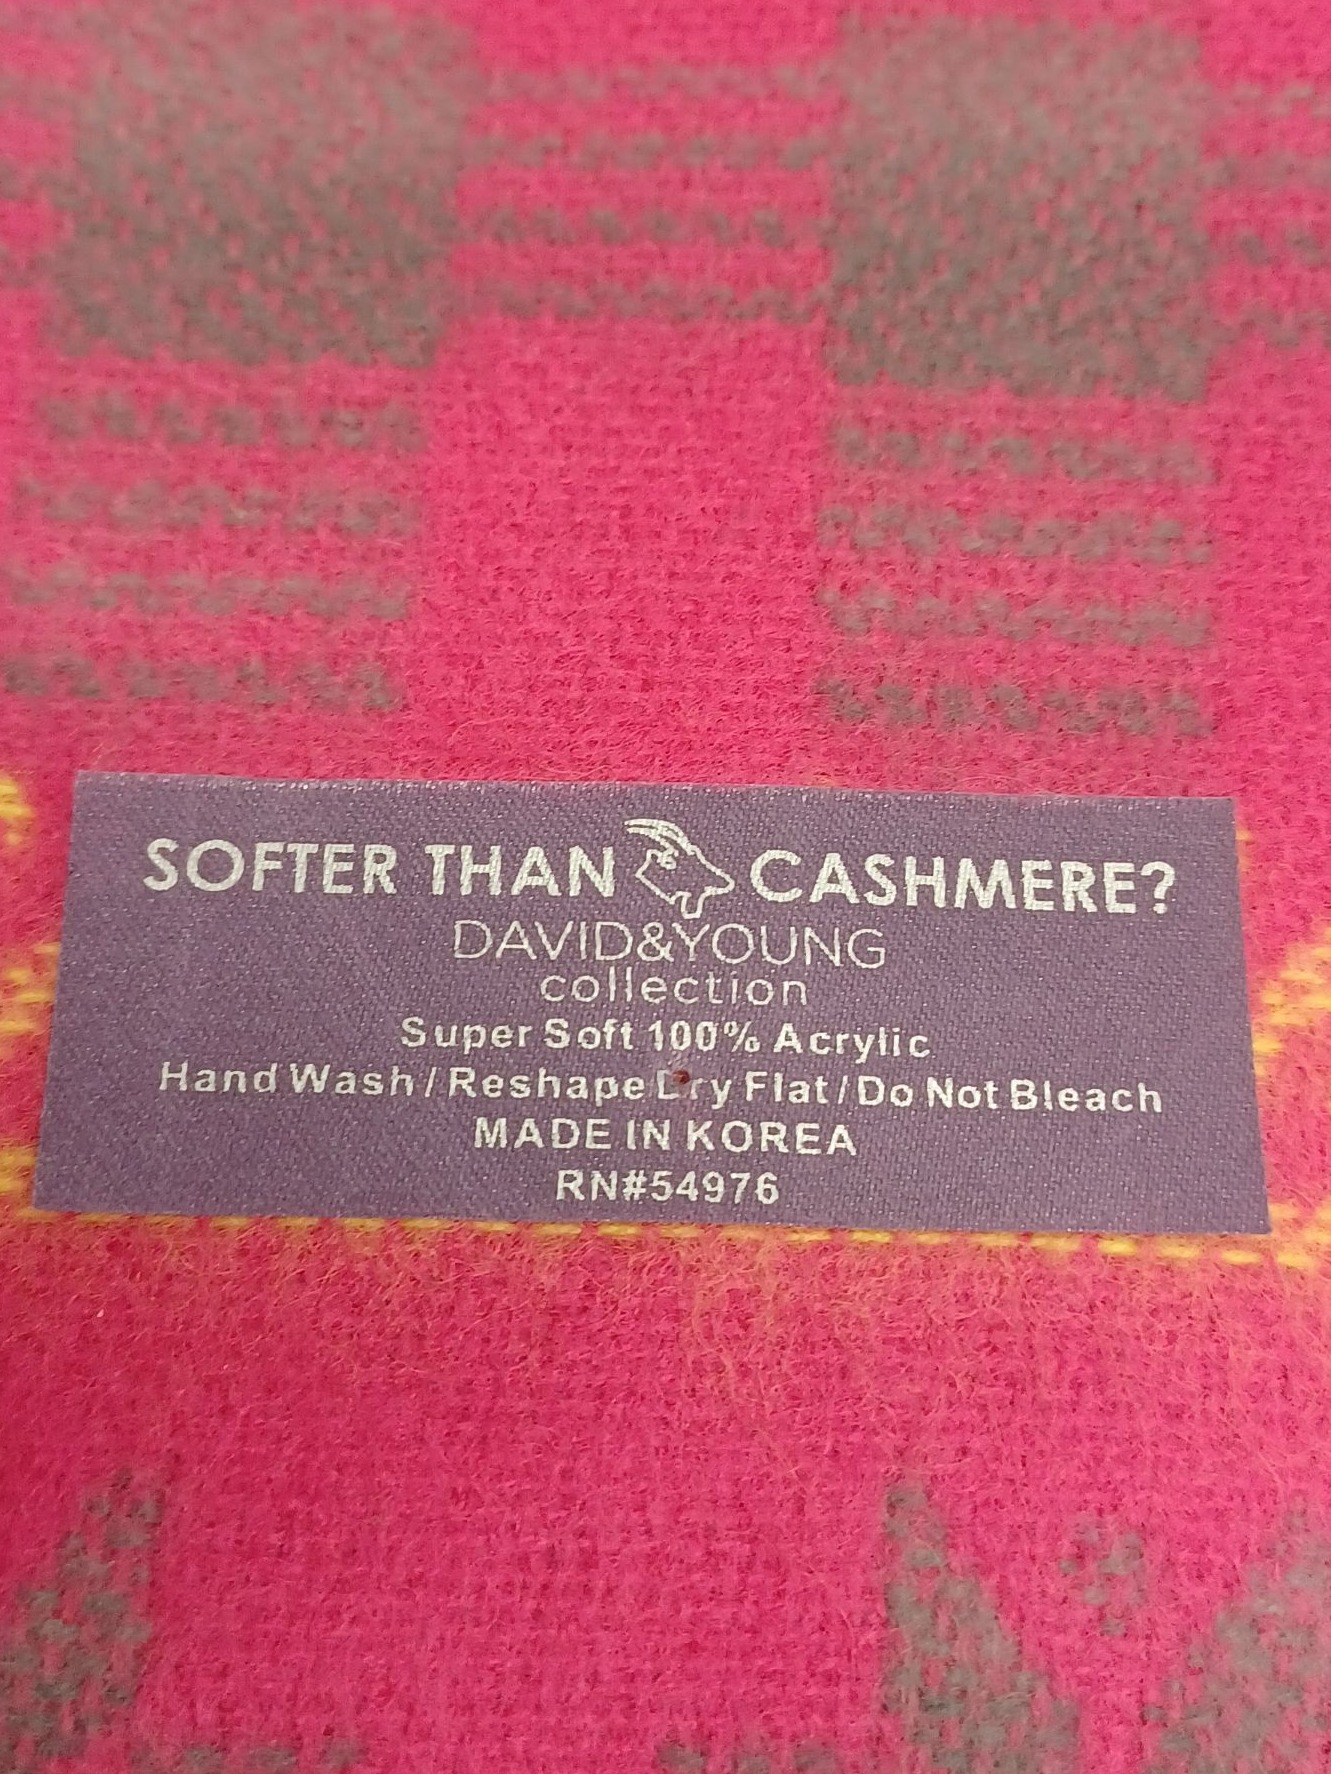 SOFTER THAN CASHMERE?
DAVID&YOUNG
collection
Super Soft 100% Acrylic
Hand Wash / Reshape Dry Flat / Do Not Bleach
MADE IN KOREA
RN#54976